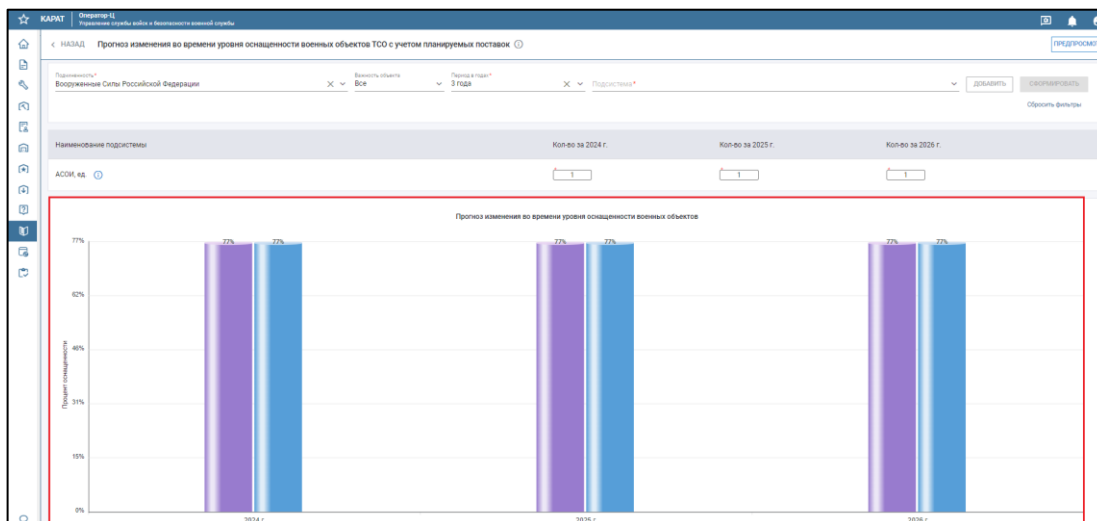 КАРАТ Оператор-Ц
Управление службы войск и безопасности военной службы
НАЗАД Прогноз изменения во времени уровня оснащенности военных объектов ТСО с учетом планируемых поставок
ПРЕДПРОСМОТ
Подчиненность* Важность объекта Период в годах*
Вооруженные Силы Российской Федерации Все 3 года Подсистема* ДОБАВИТЬ СФОРМИРОВАТЬ
Сбросить фильтры
Наименование подсистемы Кол-во за 2024 г. Кол-во за 2025 г. Кол-во за 2026 г.
АСОИ, ед. 1 1 1
Прогноз изменения во времени уровня оснащенности военных объектов
77% 77% 77% 77% 77% 77% 77%
62%
46%
Процент оснащенности
31%
15%
0%
2024 г. 2025 г. 2026 г.